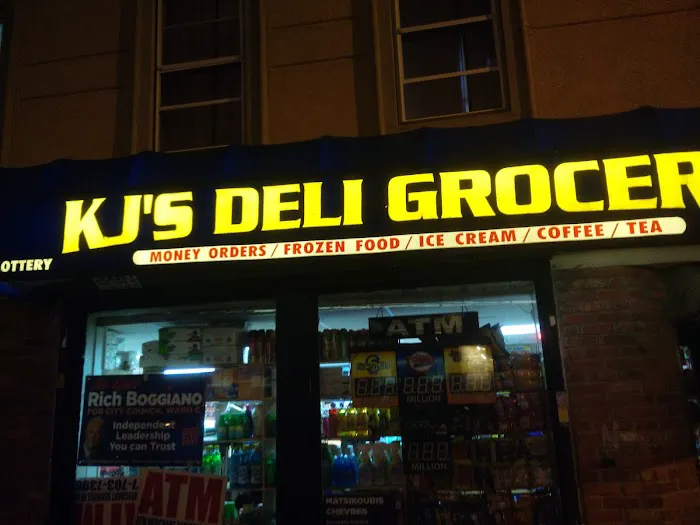 KJ'S DELI GROCER
MONEY ORDERS / FROZEN FOOD / ICE CREAM / COFFEE / TEA
OTTERY
ATM
Rich BOGGIANO
FOR CITY COUNCIL, WARD C
Independent
Leadership
You can Trust
MILLION
MILLION
ATM
MATSIKOUDIS
CHEVRES